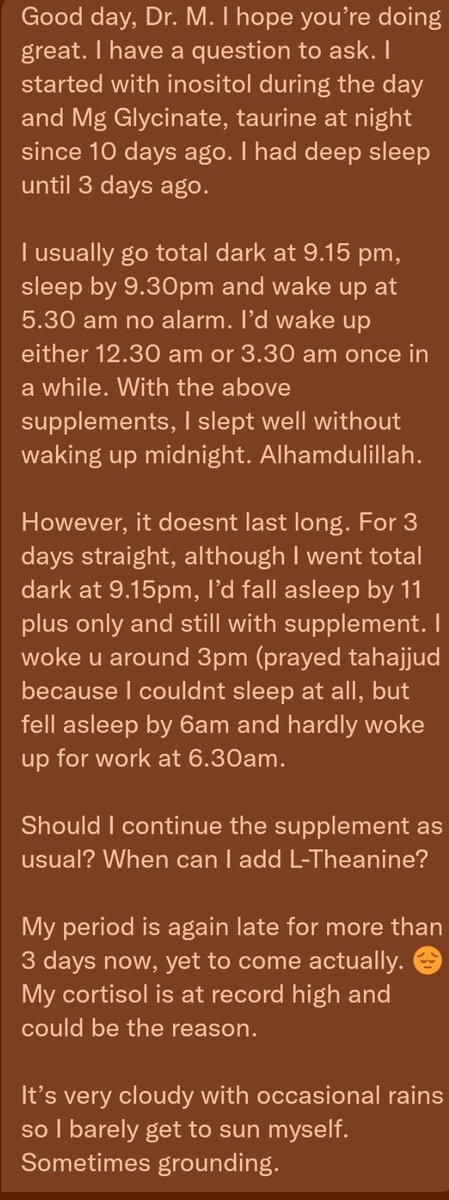 Good day, Dr. M. I hope you're doing
great. I have a question to ask. I
started with inositol during the day
and Mg Glycinate, taurine at night
since 10 days ago. I had deep sleep
until 3 days ago.
I usually go total dark at 9.15 pm,
sleep by 9.30pm and wake up at
5.30 am no alarm. I'd wake up
either 12.30 am or 3.30 am once in
a while. With the above
supplements, I slept well without
waking up midnight. Alhamdulillah.
However, it doesnt last long. For 3
days straight, although I went total
dark at 9.15pm, I'd fall asleep by 11
plus only and still with supplement. I
woke u around 3pm (prayed tahajjud
because I couldnt sleep at all, but
fell asleep by 6am and hardly woke
up for work at 6.30am.
Should I continue the supplement as
usual? When can I add L-Theanine?
My period is again late for more than
3 days now, yet to come actually. 😔
My cortisol is at record high and
could be the reason.
It's very cloudy with occasional rains
so I barely get to sun myself.
Sometimes grounding.